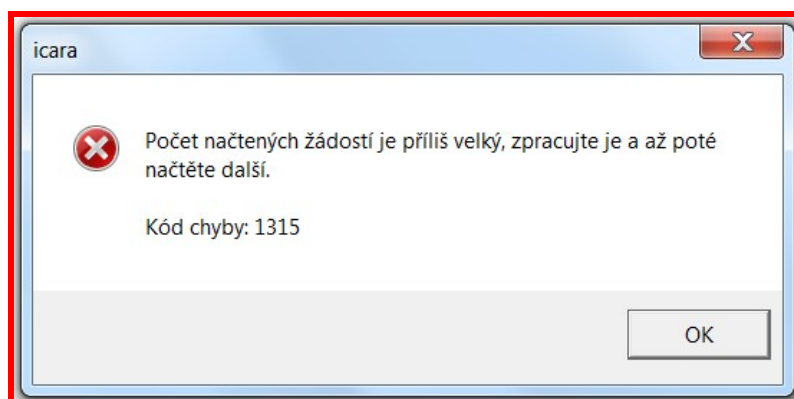 icara
Počet načtených žádostí je příliš velký, zpracujte je a až poté
načtěte další.
Kód chyby: 1315
OK